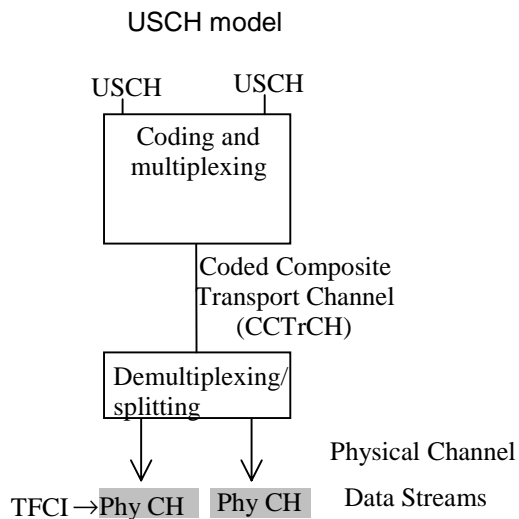 USCH model
USCH USCH
Coding and
multiplexing
Coded Composite
Transport Channel
(CCTrCH)
Demultiplexing/
splitting
Physical Channel
Data Streams
TFCI→ Phy CH Phy CH